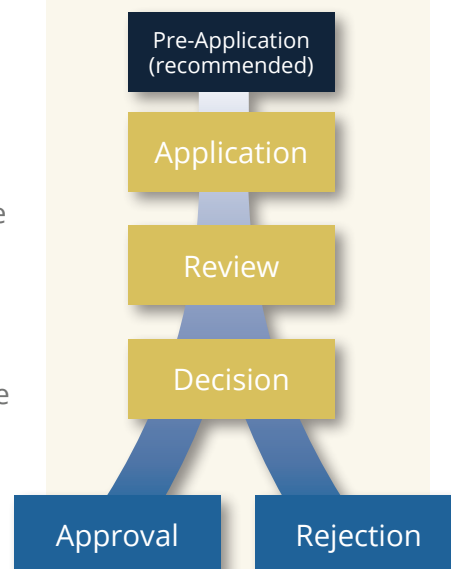 Pre-Application
(recommended)
Application
e
Review
Decision
e
Approval
Rejection